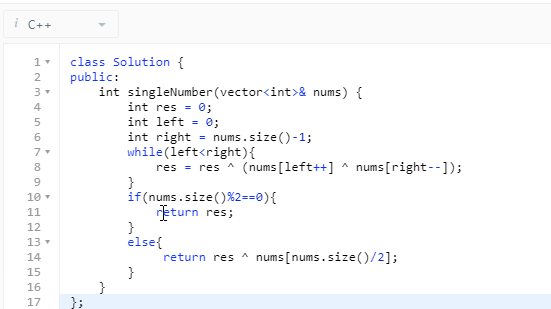 i C++
1 class Solution {
2 public:
3 int singleNumber(vector<int>& nums) {
4 int res = 0;
5 int left = 0;
6 int right = nums.size()-1;
7 while(left<right){
8 res = res ^ (nums[left++] ^ nums[right--]);
9 }
10 if(nums.size()%2==0){
11 return res;
12 }
13 else{
14 return res ^ nums[nums.size()/2];
15 }
16 }
17 };